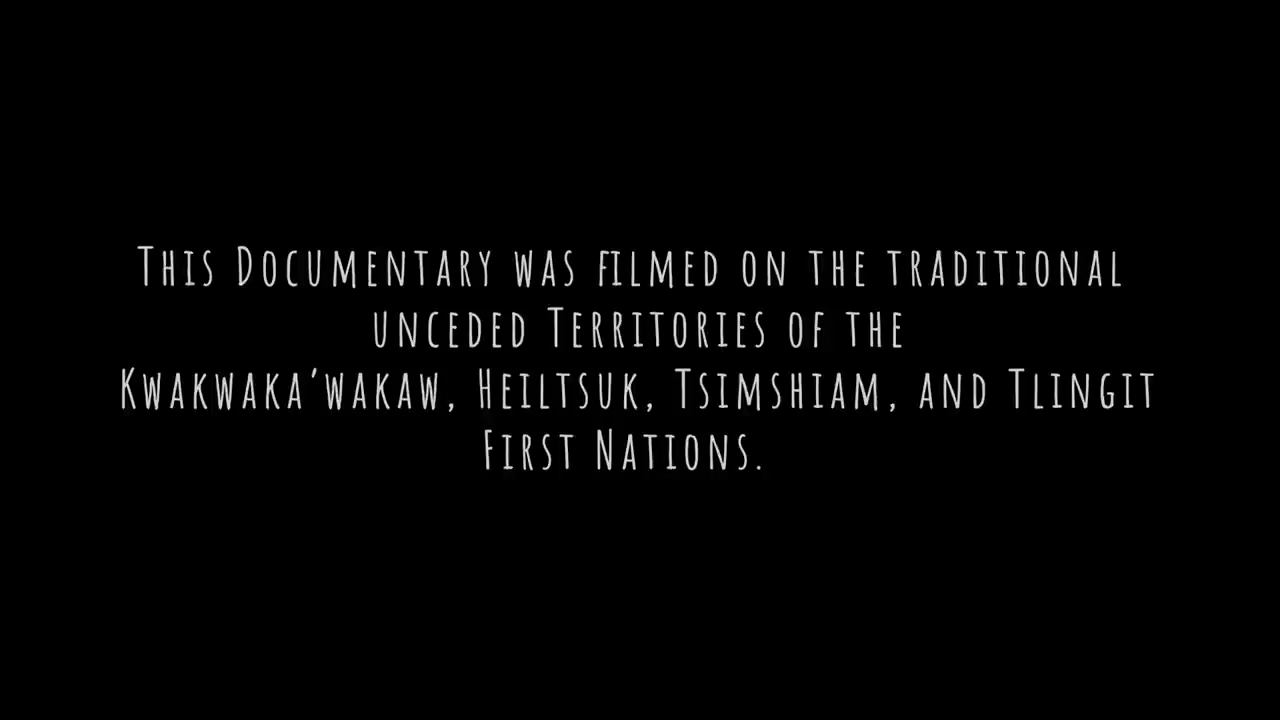 This Documentary was filmed on the traditional
unceded Territories of the
Kwakwaka'wakaw, Heiltsuk, Tsimshiam, and Tlingit
First Nations.